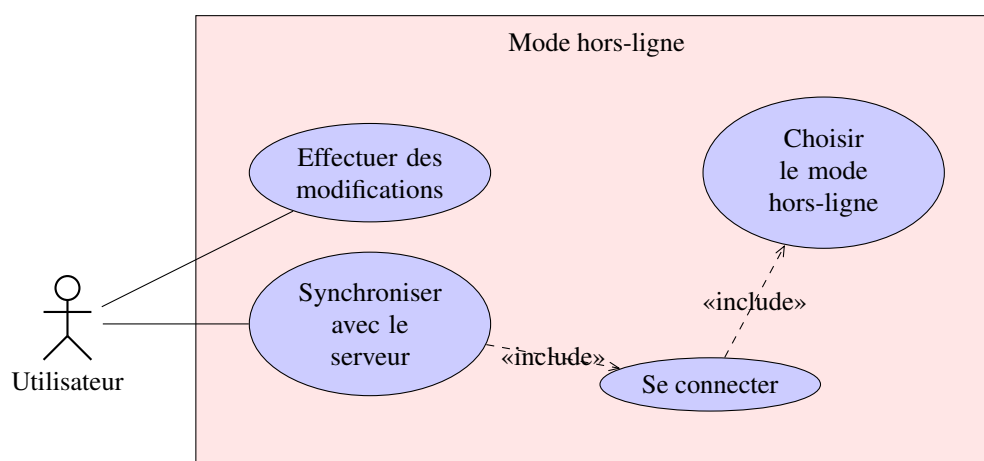 Mode hors-ligne
Effectuer des
modifications
Choisir
le mode
hors-ligne
Synchroniser
avec le
serveur
«include»
«include»
Se connecter
Utilisateur